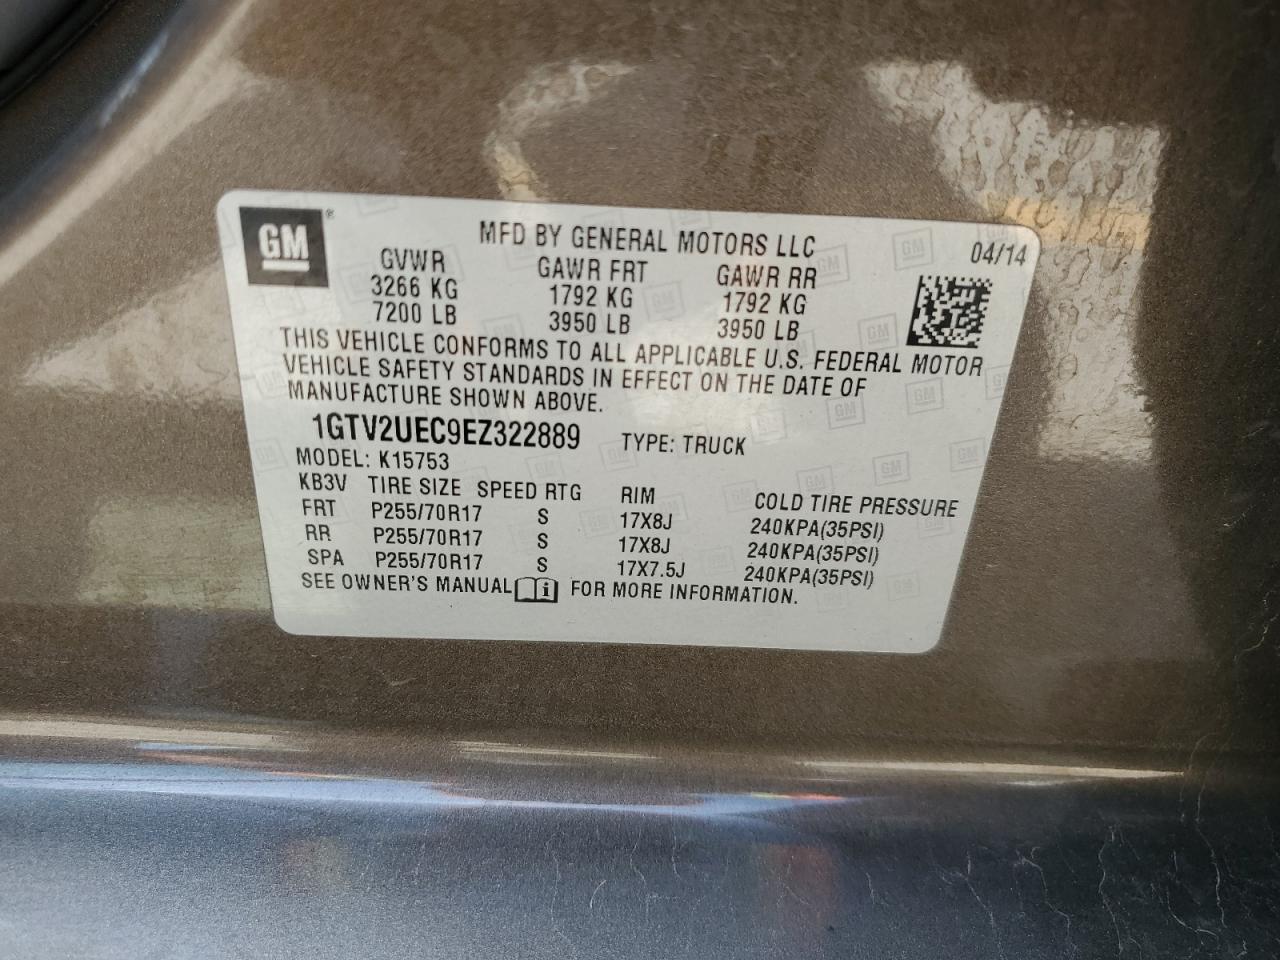 GM®
MFD BY GENERAL MOTORS LLC 04/14
GVWR GAWR FRT GAWR RR
3266 KG 1792 KG 1792 KG
7200 LB 3950 LB 3950 LB
THIS VEHICLE CONFORMS TO ALL APPLICABLE U.S. FEDERAL MOTOR
VEHICLE SAFETY STANDARDS IN EFFECT ON THE DATE OF
MANUFACTURE SHOWN ABOVE.
1GTV2UEC9EZ322889 TYPE: TRUCK
MODEL: K15753
KB3V TIRE SIZE SPEED RTG RIM COLD TIRE PRESSURE
FRT P255/70R17 S 17X8J 240KPA(35PSI)
RR P255/70R17 S 17X8J 240KPA(35PSI)
SPA P255/70R17 S 17X7.5J 240KPA(35PSI)
SEE OWNER'S MANUAL i FOR MORE INFORMATION.